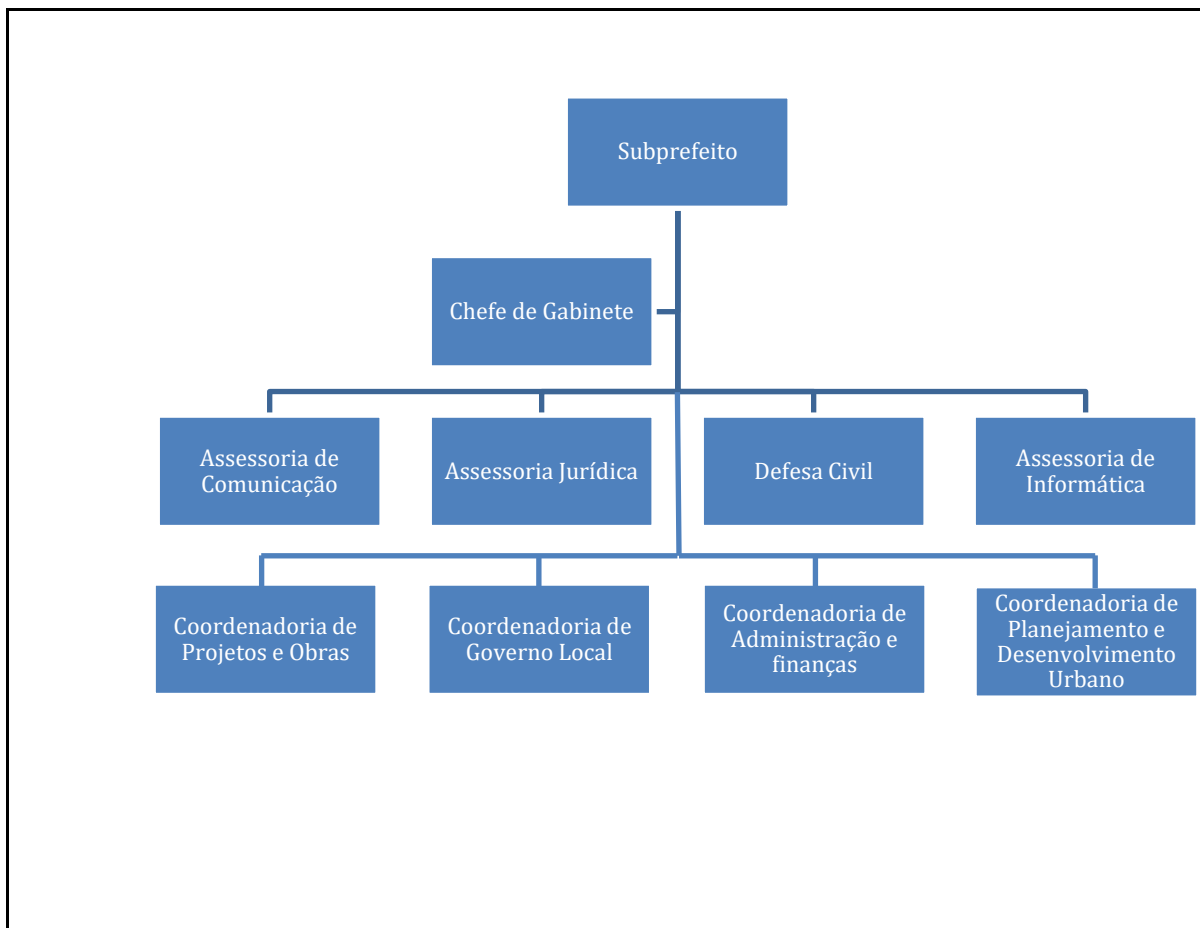 Subprefeito
Chefe de Gabinete
Assessoria de
Comunicação
Assessoria Jurídica
Defesa Civil
Assessoria de
Informática
Coordenadoria de
Projetos e Obras
Coordenadoria de
Governo Local
Coordenadoria de
Administração e
finanças
Coordenadoria de
Planejamento e
Desenvolvimento
Urbano